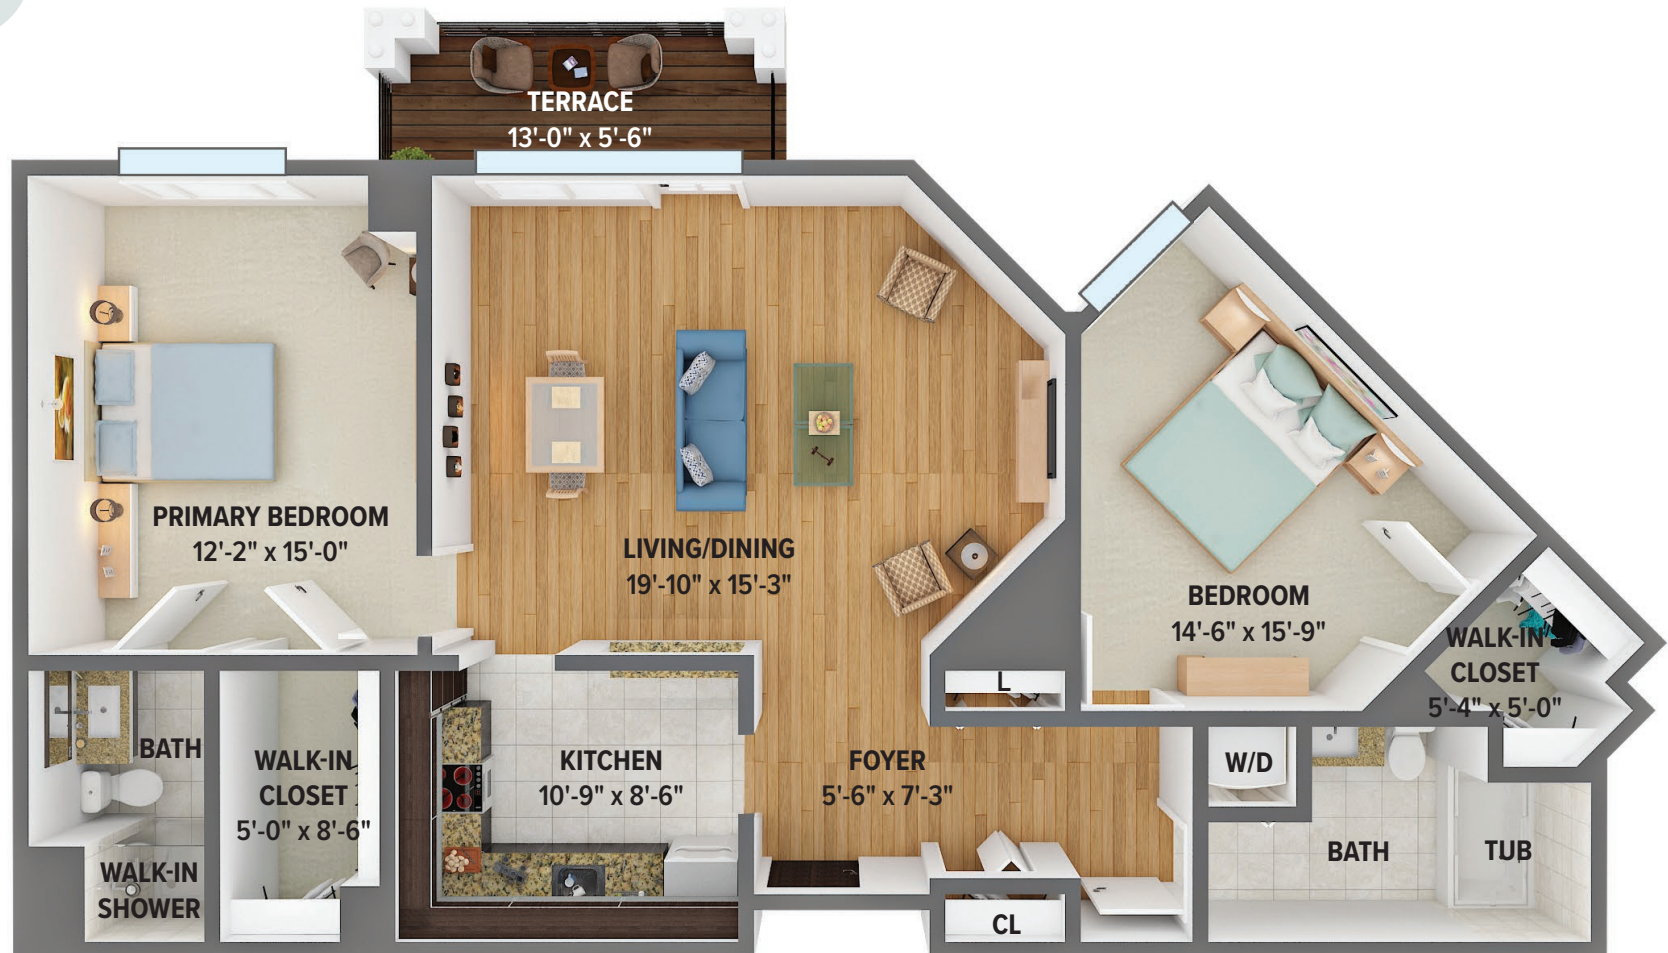 TERRACE
13'-0" x 5'-6"
PRIMARY BEDROOM
12'-2" x 15'-0"
LIVING/DINING
19'-10" x 15'-3"
BEDROOM
14'-6" x 15'-9"
WALK-IN
CLOSET
5'-4" x 5'-0"
L
BATH
WALK-IN
CLOSET
5'-0" x 8'-6"
KITCHEN
10'-9" x 8'-6"
FOYER
5'-6" x 7'-3"
W/D
WALK-IN
SHOWER
BATH
TUB
CL